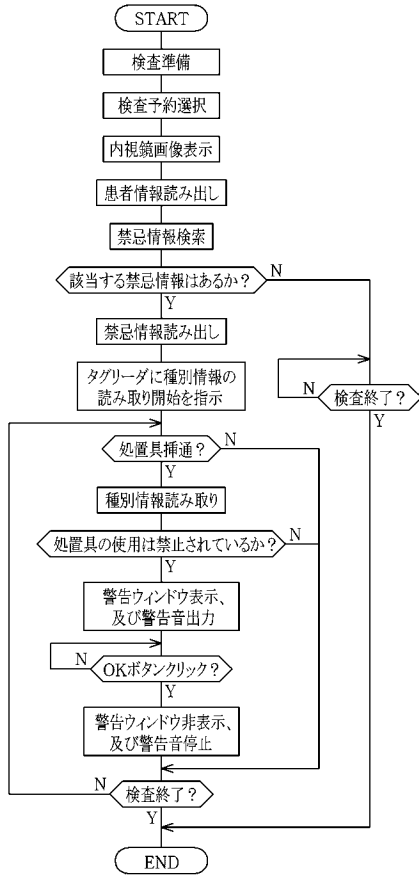 START
検査準備
検査予約選択
内視鏡画像表示
患者情報読み出し
禁忌情報検索
該当する禁忌情報はあるか?
N
Y
禁忌情報読み出し
タグリーダに種別情報の
読み取り開始を指示
N
検査終了?
Y
処置具挿通?
N
Y
種別情報読み取り
処置具の使用は禁止されているか?
N
Y
警告ウィンドウ表示、
及び警告音出力
N
OKボタンクリック?
Y
警告ウィンドウ非表示、
及び警告音停止
N
検査終了?
Y
END